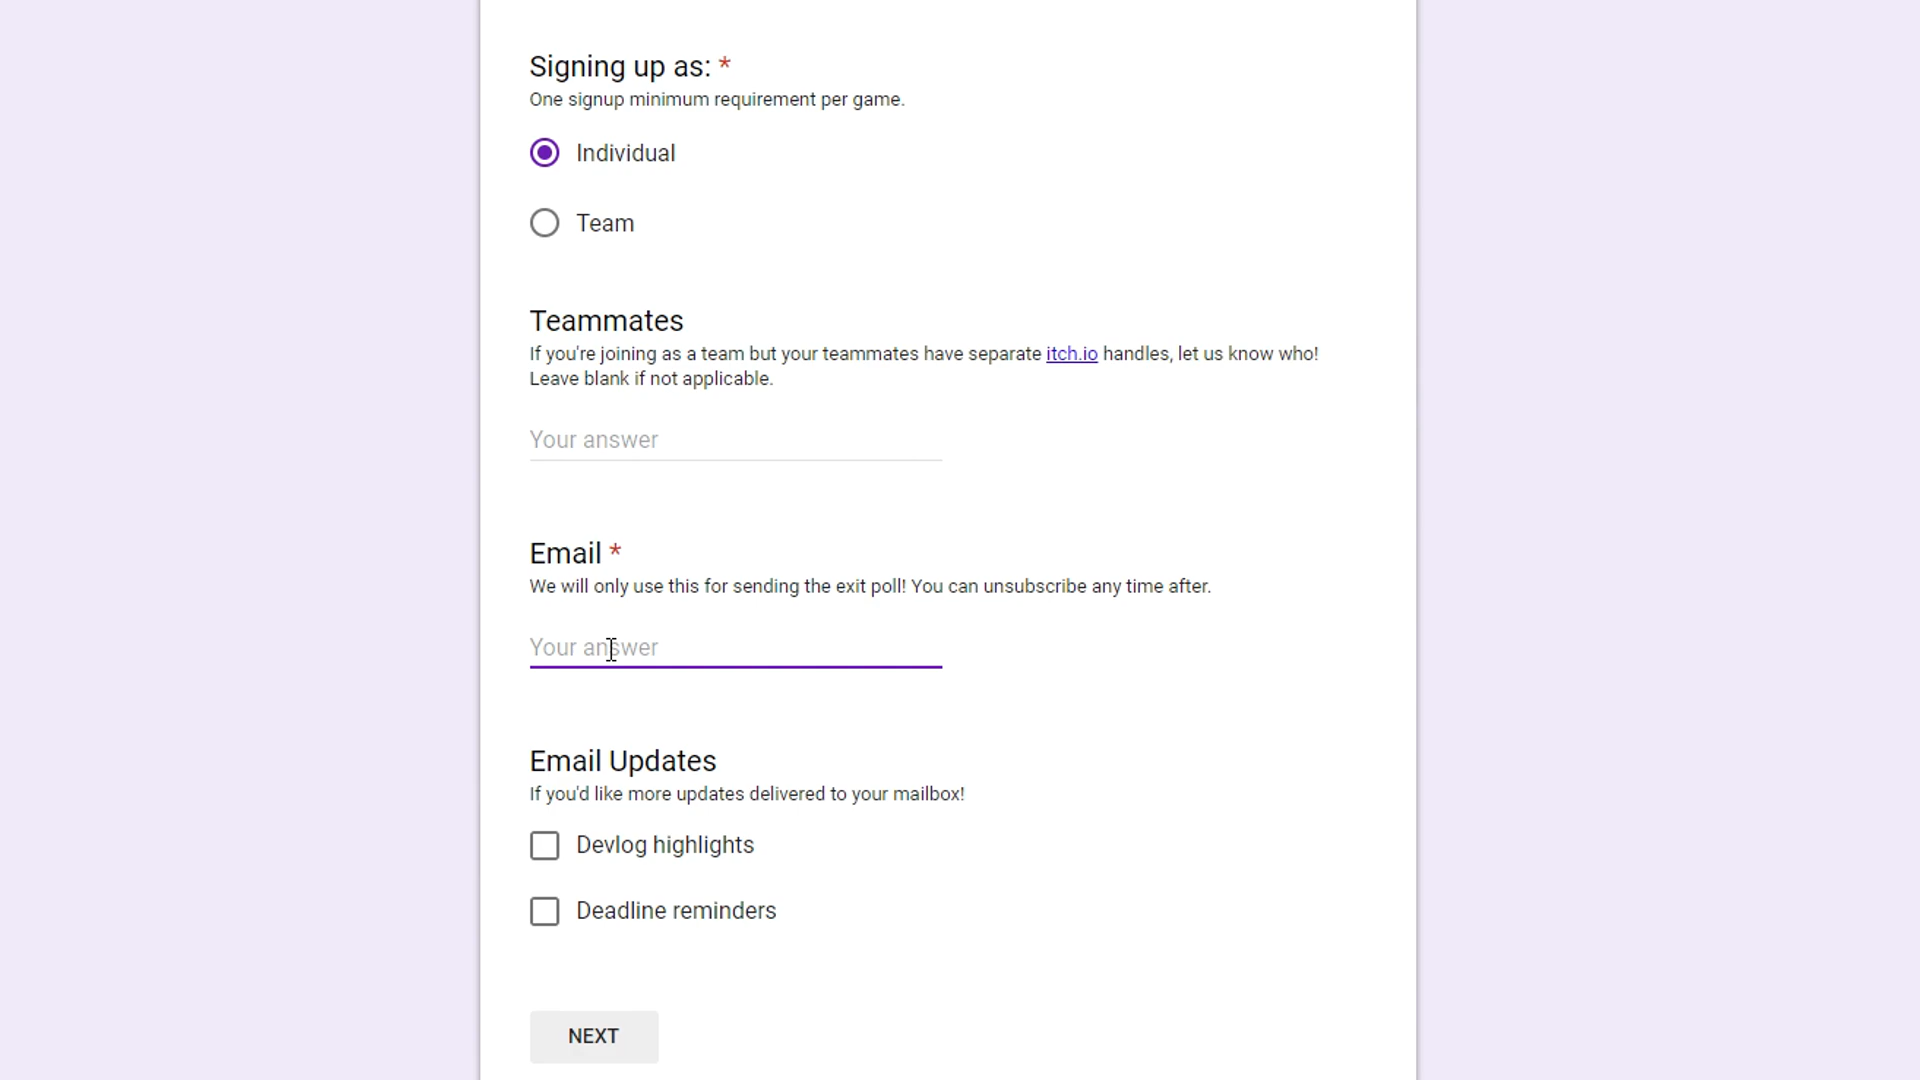 Signing up as: *
One signup minimum requirement per game.
Individual
Team
Teammates
If you're joining as a team but your teammates have separate itch.io handles, let us know who!
Leave blank if not applicable.
Your answer
Email *
We will only use this for sending the exit poll! You can unsubscribe any time after.
Your answer
Email Updates
If you'd like more updates delivered to your mailbox!
Devlog highlights
Deadline reminders
NEXT